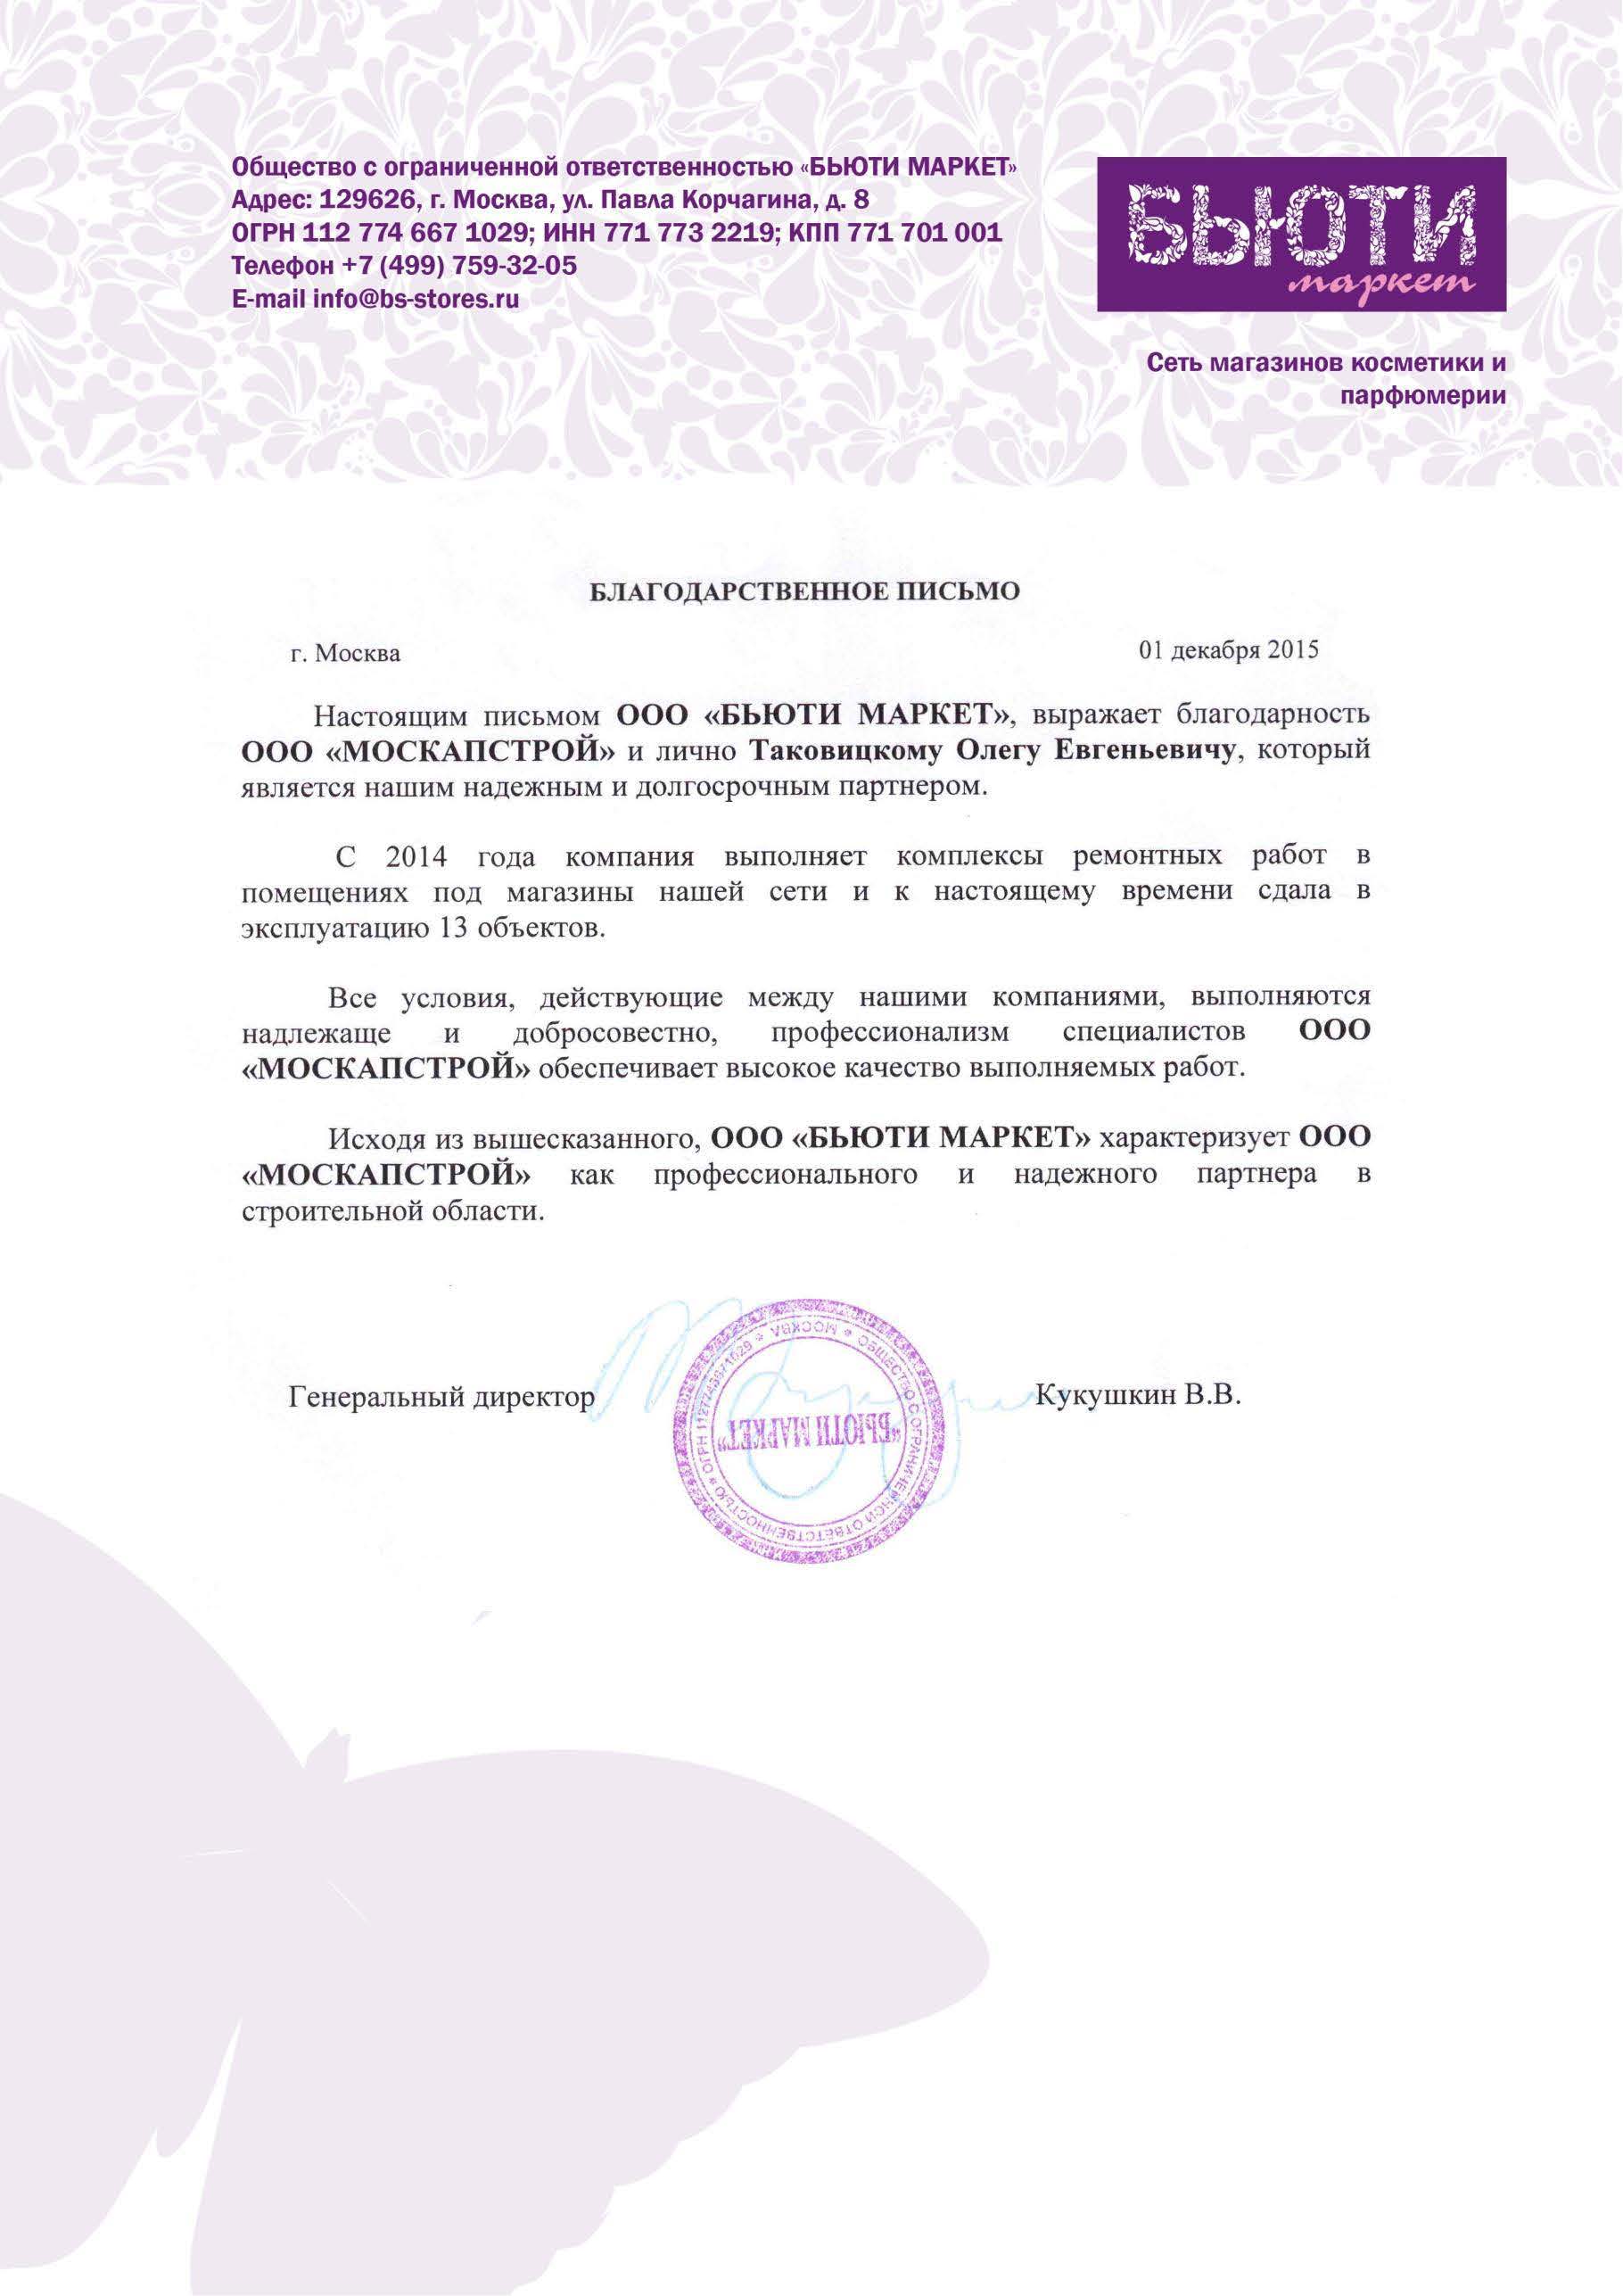 Общество с ограниченной ответственностью «БЬЮТИ МАРКЕТ»
Адрес: 129626, г. Москва, ул. Павла Корчагина, д. 8
ОГРН 112 774 667 1029; ИНН 771 773 2219; КПП 771 701 001
Телефон +7 (499) 759-32-05
E-mail info@bs-stores.ru
БЬЮТИ
маркет
Сеть магазинов косметики и
парфюмерии
БЛАГОДАРСТВЕННОЕ ПИСЬМО
г. Москва 01 декабря 2015
Настоящим письмом ООО «БЬЮТИ МАРКЕТ», выражает благодарность
ООО «МОСКАПСТРОЙ» и лично Таковицкому Олегу Евгеньевичу, который
является нашим надежным и долгосрочным партнером.
С 2014 года компания выполняет комплексы ремонтных работ в
помещениях под магазины нашей сети и к настоящему времени сдала в
эксплуатацию 13 объектов.
Все условия, действующие между нашими компаниями, выполняются
надлежаще и добросовестно, профессионализм специалистов ООО
«МОСКАПСТРОЙ» обеспечивает высокое качество выполняемых работ.
Исходя из вышесказанного, ООО «БЬЮТИ МАРКЕТ» характеризует ООО
«МОСКАПСТРОЙ» как профессионального и надежного партнера в
строительной области.
Генеральный директор Кукушкин В.В.
ОБЩЕСТВО С ОГРАНИЧЕННОЙ ОТВЕТСТВЕННОСТЬЮ * ОГРН 1127746671029 * МОСКВА *
"БЬЮТИ МАРКЕТ"